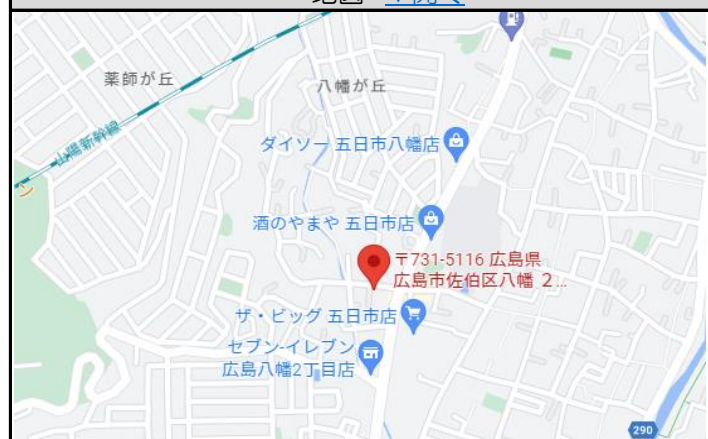 薬師が丘
八幡が丘
山陽新幹線
ダイソー 五日市八幡店
酒のやまや 五日市店
〒731-5116 広島県
広島市佐伯区八幡 2...
ザ・ビッグ 五日市店
セブン-イレブン
広島八幡2丁目店
290